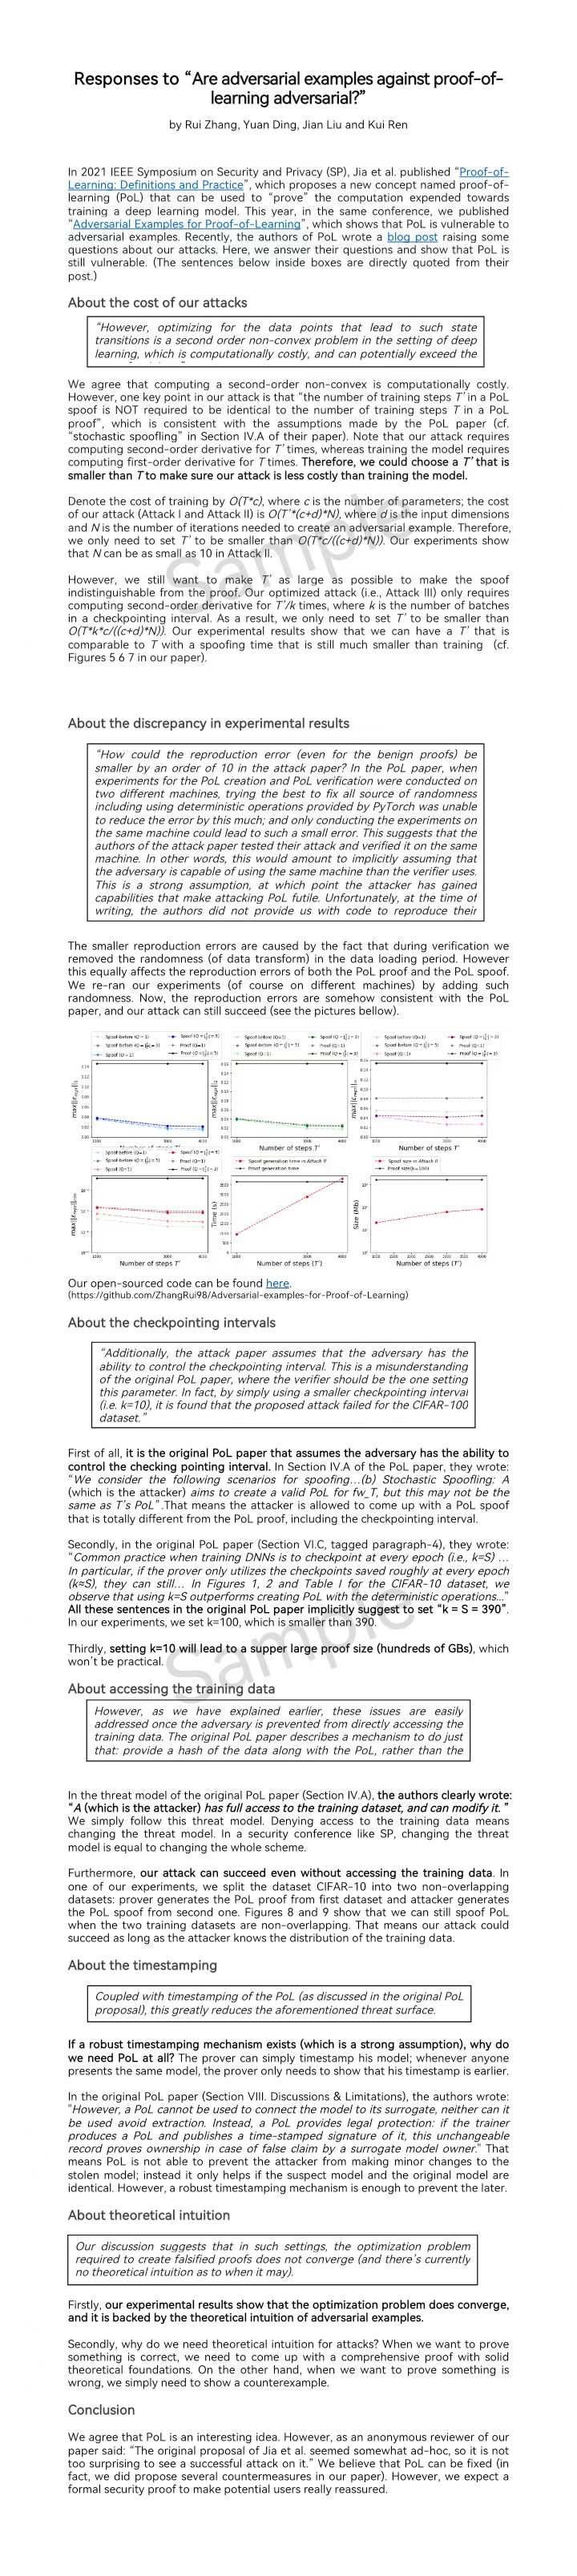 Responses to “Are adversarial examples against proof-of-
learning adversarial?”
by Rui Zhang, Yuan Ding, Jian Liu and Kui Ren
In 2021 IEEE Symposium on Security and Privacy (SP), Jia et al. published “Proof-of-
Learning: Definitions and Practice”, which proposes a new concept named proof-of-
learning (PoL) that can be used to “prove” the computation expended towards
training a deep learning model. This year, in the same conference, we published
“Adversarial Examples for Proof-of-Learning”, which shows that PoL is vulnerable to
adversarial examples. Recently, the authors of PoL wrote a blog post raising some
questions about our attacks. Here, we answer their questions and show that PoL is
still vulnerable. (The sentences below inside boxes are directly quoted from their
post.)
About the cost of our attacks
“However, optimizing for the data points that lead to such state
transitions is a second order non-convex problem in the setting of deep
learning, which is computationally costly, and can potentially exceed the
We agree that computing a second-order non-convex is computationally costly.
However, one key point in our attack is that “the number of training steps T’ in a PoL
spoof is NOT required to be identical to the number of training steps T in a PoL
proof”, which is consistent with the assumptions made by the PoL paper (cf.
“stochastic spoofling” in Section IV.A of their paper). Note that our attack requires
computing second-order derivative for T’ times, whereas training the model requires
computing first-order derivative for T times. Therefore, we could choose a T’ that is
smaller than T to make sure our attack is less costly than training the model.
Denote the cost of training by O(T*c), where c is the number of parameters; the cost
of our attack (Attack I and Attack II) is O(T’*(c+d)*N), where d is the input dimensions
and N is the number of iterations needed to create an adversarial example. Therefore,
we only need to set T’ to be smaller than O(T*c/((c+d)*N)). Our experiments show
that N can be as small as 10 in Attack II.
However, we still want to make T’ as large as possible to make the spoof
indistinguishable from the proof. Our optimized attack (i.e., Attack III) only requires
computing second-order derivative for T’/k times, where k is the number of batches
in a checkpointing interval. As a result, we only need to set T’ to be smaller than
O(T*k*c/((c+d)*N)). Our experimental results show that we can have a T’ that is
comparable to T with a spoofing time that is still much smaller than training (cf.
Figures 5 6 7 in our paper).
Sample
About the discrepancy in experimental results
“How could the reproduction error (even for the benign proofs) be
smaller by an order of 10 in the attack paper? In the PoL paper, when
experiments for the PoL creation and PoL verification were conducted on
two different machines, trying the best to fix all source of randomness
including using deterministic operations provided by PyTorch was unable
to reduce the error by this much; and only conducting the experiments on
the same machine could lead to such a small error. This suggests that the
authors of the attack paper tested their attack and verified it on the same
machine. In other words, this would amount to implicitly assuming that
the adversary is capable of using the same machine than the verifier uses.
This is a strong assumption, at which point the attacker has gained
capabilities that make attacking PoL futile. Unfortunately, at the time of
writing, the authors did not provide us with code to reproduce their
The smaller reproduction errors are caused by the fact that during verification we
removed the randomness (of data transform) in the data loading period. However
this equally affects the reproduction errors of both the PoL proof and the PoL spoof.
We re-ran our experiments (of course on different machines) by adding such
randomness. Now, the reproduction errors are somehow consistent with the PoL
paper, and our attack can still succeed (see the pictures bellow).
Number of steps T'
Number of steps T'
Spoof generation time in Attack II
Proof generation time
Spoof size in Attack II
Proof size(k=100)
Time (s)
Size (Mb)
Number of steps T'
Number of steps (T')
Number of steps (T')
Our open-sourced code can be found here.
(https://github.com/ZhangRui98/Adversarial-examples-for-Proof-of-Learning)
About the checkpointing intervals
“Additionally, the attack paper assumes that the adversary has the
ability to control the checkpointing interval. This is a misunderstanding
of the original PoL paper, where the verifier should be the one setting
this parameter. In fact, by simply using a smaller checkpointing interval
(i.e. k=10), it is found that the proposed attack failed for the CIFAR-100
dataset.”
First of all, it is the original PoL paper that assumes the adversary has the ability to
control the checking pointing interval. In Section IV.A of the PoL paper, they wrote:
“We consider the following scenarios for spoofing...(b) Stochastic Spoofling: A
(which is the attacker) aims to create a valid PoL for fw_T, but this may not be the
same as T’s PoL” .That means the attacker is allowed to come up with a PoL spoof
that is totally different from the PoL proof, including the checkpointing interval.
Secondly, in the original PoL paper (Section VI.C, tagged paragraph-4), they wrote:
“Common practice when training DNNs is to checkpoint at every epoch (i.e., k=S) ...
In particular, if the prover only utilizes the checkpoints saved roughly at every epoch
(k≈S), they can still... In Figures 1, 2 and Table I for the CIFAR-10 dataset, we
observe that using k=S outperforms creating PoL with the deterministic operations...”
All these sentences in the original PoL paper implicitly suggest to set “k = S = 390”.
In our experiments, we set k=100, which is smaller than 390.
Thirdly, setting k=10 will lead to a supper large proof size (hundreds of GBs), which
won’t be practical.
Sample
About accessing the training data
However, as we have explained earlier, these issues are easily
addressed once the adversary is prevented from directly accessing the
training data. The original PoL paper describes a mechanism to do just
that: provide a hash of the data along with the PoL, rather than the
In the threat model of the original PoL paper (Section IV.A), the authors clearly wrote:
“A (which is the attacker) has full access to the training dataset, and can modify it. ”
We simply follow this threat model. Denying access to the training data means
changing the threat model. In a security conference like SP, changing the threat
model is equal to changing the whole scheme.
Furthermore, our attack can succeed even without accessing the training data. In
one of our experiments, we split the dataset CIFAR-10 into two non-overlapping
datasets: prover generates the PoL proof from first dataset and attacker generates
the PoL spoof from second one. Figures 8 and 9 show that we can still spoof PoL
when the two training datasets are non-overlapping. That means our attack could
succeed as long as the attacker knows the distribution of the training data.
About the timestamping
Coupled with timestamping of the PoL (as discussed in the original PoL
proposal), this greatly reduces the aforementioned threat surface.
If a robust timestamping mechanism exists (which is a strong assumption), why do
we need PoL at all? The prover can simply timestamp his model; whenever anyone
presents the same model, the prover only needs to show that his timestamp is earlier.
In the original PoL paper (Section VIII. Discussions & Limitations), the authors wrote:
"However, a PoL cannot be used to connect the model to its surrogate, neither can it
be used avoid extraction. Instead, a PoL provides legal protection: if the trainer
produces a PoL and publishes a time-stamped signature of it, this unchangeable
record proves ownership in case of false claim by a surrogate model owner." That
means PoL is not able to prevent the attacker from making minor changes to the
stolen model; instead it only helps if the suspect model and the original model are
identical. However, a robust timestamping mechanism is enough to prevent the later.
About theoretical intuition
Our discussion suggests that in such settings, the optimization problem
required to create falsified proofs does not converge (and there’s currently
no theoretical intuition as to when it may).
Firstly, our experimental results show that the optimization problem does converge,
and it is backed by the theoretical intuition of adversarial examples.
Secondly, why do we need theoretical intuition for attacks? When we want to prove
something is correct, we need to come up with a comprehensive proof with solid
theoretical foundations. On the other hand, when we want to prove something is
wrong, we simply need to show a counterexample.
Conclusion
We agree that PoL is an interesting idea. However, as an anonymous reviewer of our
paper said: “The original proposal of Jia et al. seemed somewhat ad-hoc, so it is not
too surprising to see a successful attack on it.” We believe that PoL can be fixed (in
fact, we did propose several countermeasures in our paper). However, we expect a
formal security proof to make potential users really reassured.